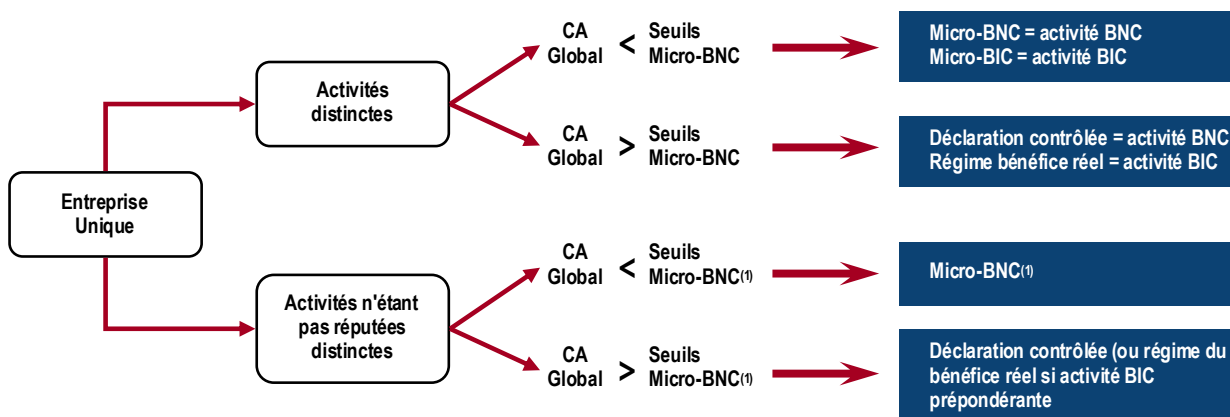 Entreprise
Unique
Activités
distinctes
CA
Global
<
Seuils
Micro-BNC
Micro-BNC = activité BNC
Micro-BIC = activité BIC
CA
Global
>
Seuils
Micro-BNC
Déclaration contrôlée = activité BNC
Régime bénéfice réel = activité BIC
Activités n'étant
pas réputées
distinctes
CA
Global
<
Seuils
Micro-BNC(1)
Micro-BNC(1)
CA
Global
>
Seuils
Micro-BNC(1)
Déclaration contrôlée (ou régime du
bénéfice réel si activité BIC
prépondérante